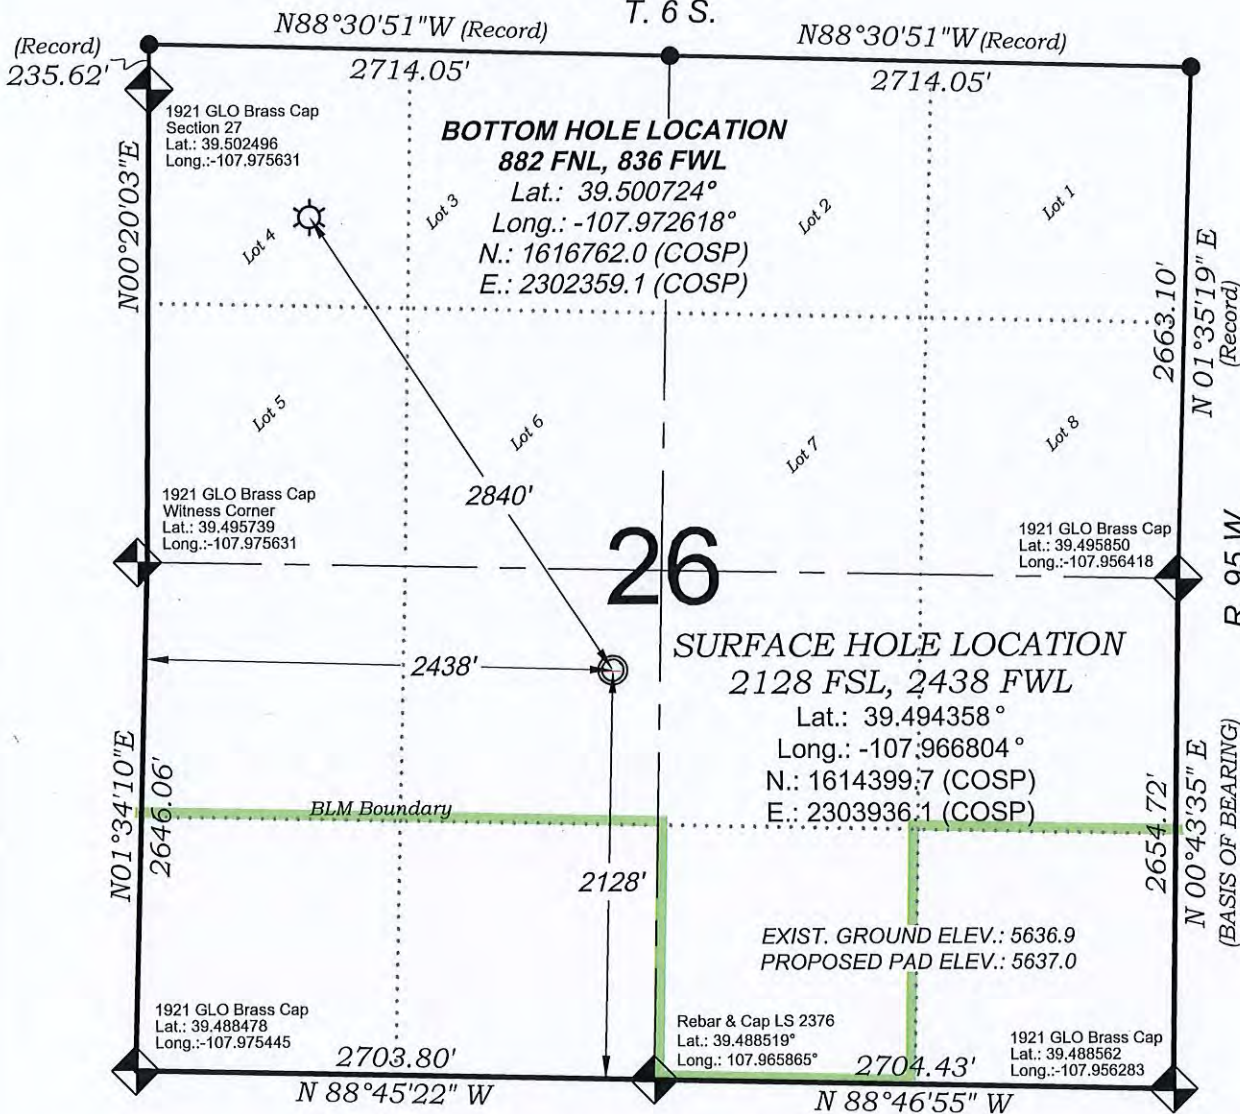 T. 6 S.
N88°30'51"W (Record)
N88°30'51"W (Record)
(Record)
235.62'
2714.05'
2714.05'
1921 GLO Brass Cap
Section 27
Lat.: 39.502496
Long.:-107.975631
BOTTOM HOLE LOCATION
882 FNL, 836 FWL
Lat.: 39.500724°
Long.: -107.972618°
N.: 1616762.0 (COSP)
E.: 2302359.1 (COSP)
N00°20'03"E
Lot 4
Lot 3
Lot 2
Lot 1
2663.10'
N 01°35'19" E
(Record)
Lot 5
Lot 6
Lot 7
Lot 8
2840'
1921 GLO Brass Cap
Witness Corner
Lat.: 39.495739
Long.:-107.975631
26
1921 GLO Brass Cap
Lat.: 39.495850
Long.:-107.956418
R. 95 W.
SURFACE HOLE LOCATION
2128 FSL, 2438 FWL
Lat.: 39.494358°
Long.: -107.966804°
N.: 1614399.7 (COSP)
E.: 2303936.1 (COSP)
2438'
N01°34'10"E
2646.06'
BLM Boundary
2128'
2654.72'
N 00°43'35" E
(BASIS OF BEARING)
EXIST. GROUND ELEV.: 5636.9
PROPOSED PAD ELEV.: 5637.0
1921 GLO Brass Cap
Lat.: 39.488478
Long.:-107.975445
Rebar & Cap LS 2376
Lat.: 39.488519°
Long.: 107.965865°
1921 GLO Brass Cap
Lat.: 39.488562
Long.:-107.956283
2703.80'
2704.43'
N 88°45'22" W
N 88°46'55" W